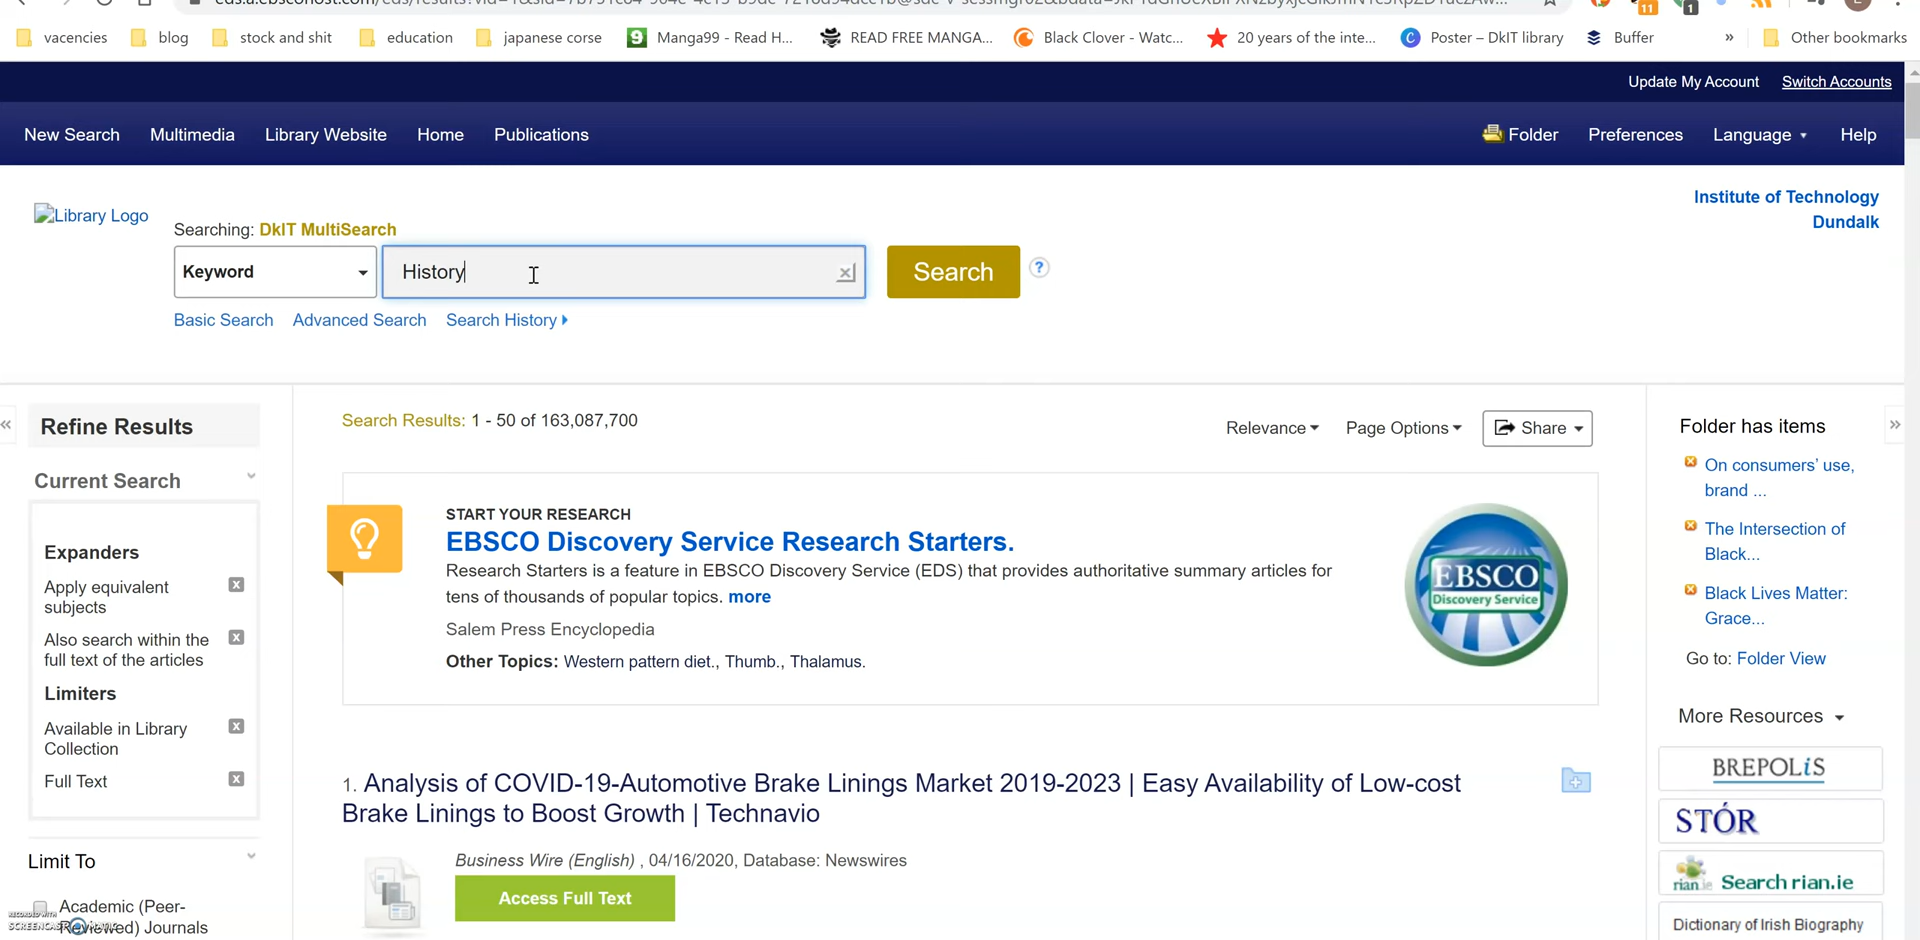 vacencies blog stock and shit education japanese corse Manga99 - Read H... READ FREE MANGA... Black Clover - Watc... 20 years of the inte... Poster – DkIT library Buffer » Other bookmarks
Update My Account Switch Accounts
New Search Multimedia Library Website Home Publications Folder Preferences Language Help
Library Logo
Institute of Technology
Dundalk
Searching: DkIT MultiSearch
Keyword History Search ?
Basic Search Advanced Search Search History
Refine Results
Current Search
Expanders
Apply equivalent
subjects
Also search within the
full text of the articles
Limiters
Available in Library
Collection
Full Text
Limit To
Academic (Peer-
Reviewed) Journals
RECORDED WITH
SCREENCAST-O-MATIC
Search Results: 1 - 50 of 163,087,700
Relevance Page Options Share
START YOUR RESEARCH
EBSCO Discovery Service Research Starters.
Research Starters is a feature in EBSCO Discovery Service (EDS) that provides authoritative summary articles for
tens of thousands of popular topics. more
Salem Press Encyclopedia
Other Topics: Western pattern diet., Thumb., Thalamus.
EBSCO
Discovery Service
1. Analysis of COVID-19-Automotive Brake Linings Market 2019-2023 | Easy Availability of Low-cost
Brake Linings to Boost Growth | Technavio
Business Wire (English) , 04/16/2020, Database: Newswires
Access Full Text
Folder has items
On consumers' use,
brand ...
The Intersection of
Black...
Black Lives Matter:
Grace...
Go to: Folder View
More Resources
BREPOLiS
STÓR
rian.ie Search rian.ie
Dictionary of Irish Biography